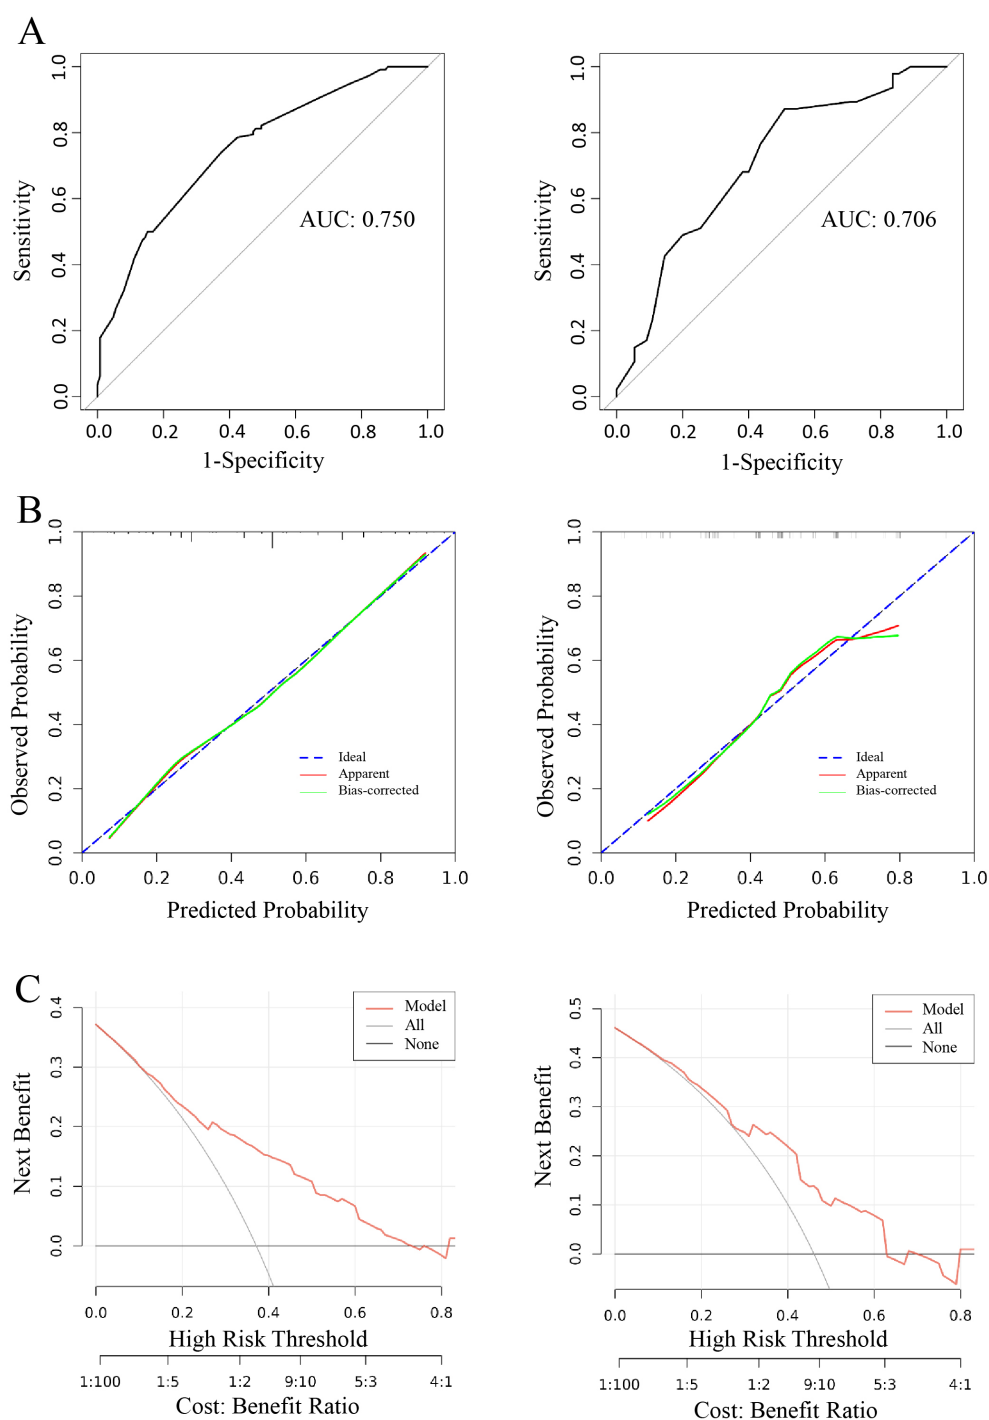 A
1.0
0.8
0.6
0.4
0.2
0.0
Sensitivity
AUC: 0.750
0.0 0.2 0.4 0.6 0.8 1.0
1-Specificity
1.0
0.8
0.6
0.4
0.2
0.0
Sensitivity
AUC: 0.706
0.0 0.2 0.4 0.6 0.8 1.0
1-Specificity
B
1.0
0.8
0.6
0.4
0.2
0.0
Observed Probability
Ideal
Apparent
Bias-corrected
0.0 0.2 0.4 0.6 0.8 1.0
Predicted Probability
1.0
0.8
0.6
0.4
0.2
0.0
Observed Probability
Ideal
Apparent
Bias-corrected
0.0 0.2 0.4 0.6 0.8 1.0
Predicted Probability
C
0.4
0.3
0.2
0.1
0.0
Next Benefit
Model
All
None
0.0 0.2 0.4 0.6 0.8
High Risk Threshold
1:100 1:5 1:2 9:10 5:3 4:1
Cost: Benefit Ratio
0.5
0.4
0.3
0.2
0.1
0.0
Next Benefit
Model
All
None
0.0 0.2 0.4 0.6 0.8
High Risk Threshold
1:100 1:5 1:2 9:10 5:3 4:1
Cost: Benefit Ratio